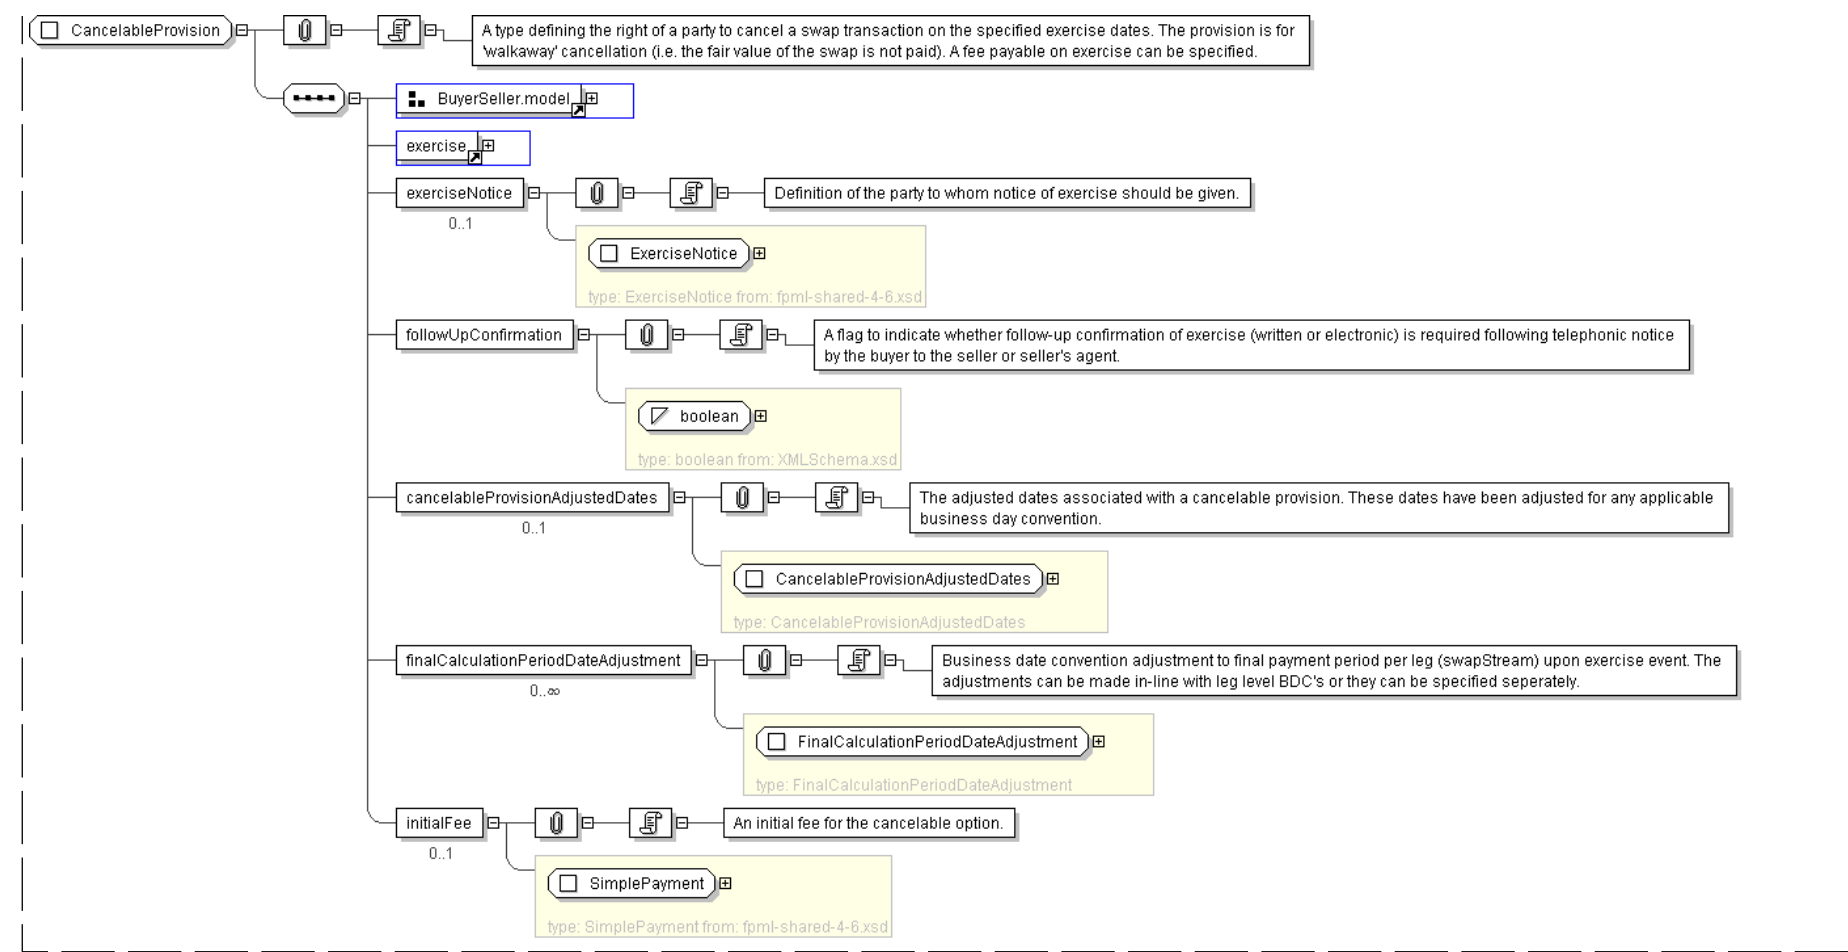 CancelableProvision
A type defining the right of a party to cancel a swap transaction on the specified exercise dates. The provision is for
'walkaway' cancellation (i.e. the fair value of the swap is not paid). A fee payable on exercise can be specified.
BuyerSeller.model
exercise
exerciseNotice
Definition of the party to whom notice of exercise should be given.
0..1
ExerciseNotice
type: ExerciseNotice from: fpml-shared-4-6.xsd
followUpConfirmation
A flag to indicate whether follow-up confirmation of exercise (written or electronic) is required following telephonic notice
by the buyer to the seller or seller's agent.
boolean
type: boolean from: XMLSchema.xsd
cancelableProvisionAdjustedDates
The adjusted dates associated with a cancelable provision. These dates have been adjusted for any applicable
business day convention.
0..1
CancelableProvisionAdjustedDates
type: CancelableProvisionAdjustedDates
finalCalculationPeriodDateAdjustment
Business date convention adjustment to final payment period per leg (swapStream) upon exercise event. The
adjustments can be made in-line with leg level BDC's or they can be specified seperately.
0..∞
FinalCalculationPeriodDateAdjustment
type: FinalCalculationPeriodDateAdjustment
initialFee
An initial fee for the cancelable option.
0..1
SimplePayment
type: SimplePayment from: fpml-shared-4-6.xsd